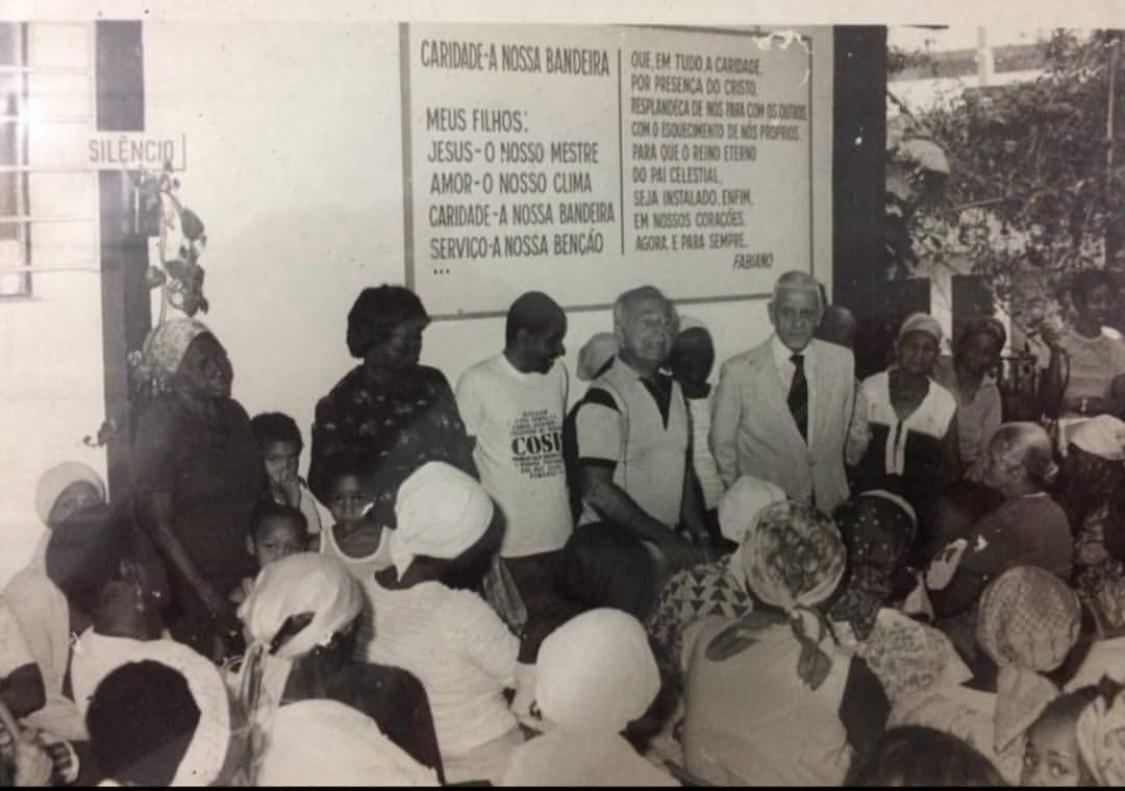 SILÊNCIO
CARIDADE-A NOSSA BANDEIRA
MEUS FILHOS:
JESUS-O NOSSO MESTRE
AMOR-O NOSSO CLIMA
CARIDADE-A NOSSA BANDEIRA
SERVIÇO-A NOSSA BENÇÃO
...
QUE, EM TUDO, A CARIDADE,
POR PRESENÇA DO CRISTO,
RESPLANDEÇA DE NÓS PARA COM OS OUTROS,
COM O ESQUECIMENTO DE NÓS PRÓPRIOS,
PARA QUE O REINO ETERNO
DO PAI CELESTIAL,
SEJA INSTALADO, ENFIM,
EM NOSSOS CORAÇÕES,
AGORA E PARA SEMPRE.
FABIANO